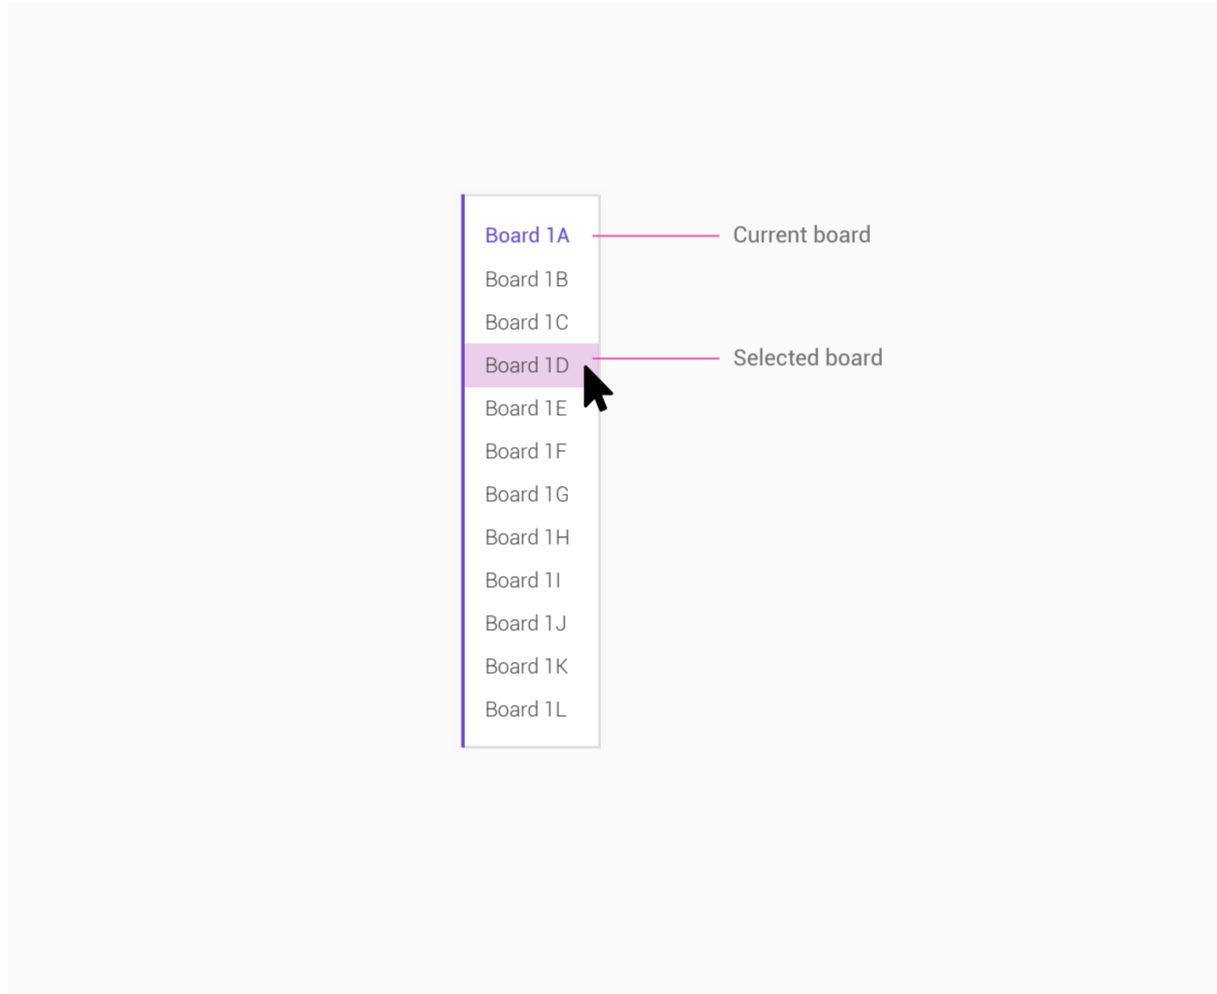 Board 1A
Current board
Board 1B
Board 1C
Board 1D
Selected board
Board 1E
Board 1F
Board 1G
Board 1H
Board 1I
Board 1J
Board 1K
Board 1L